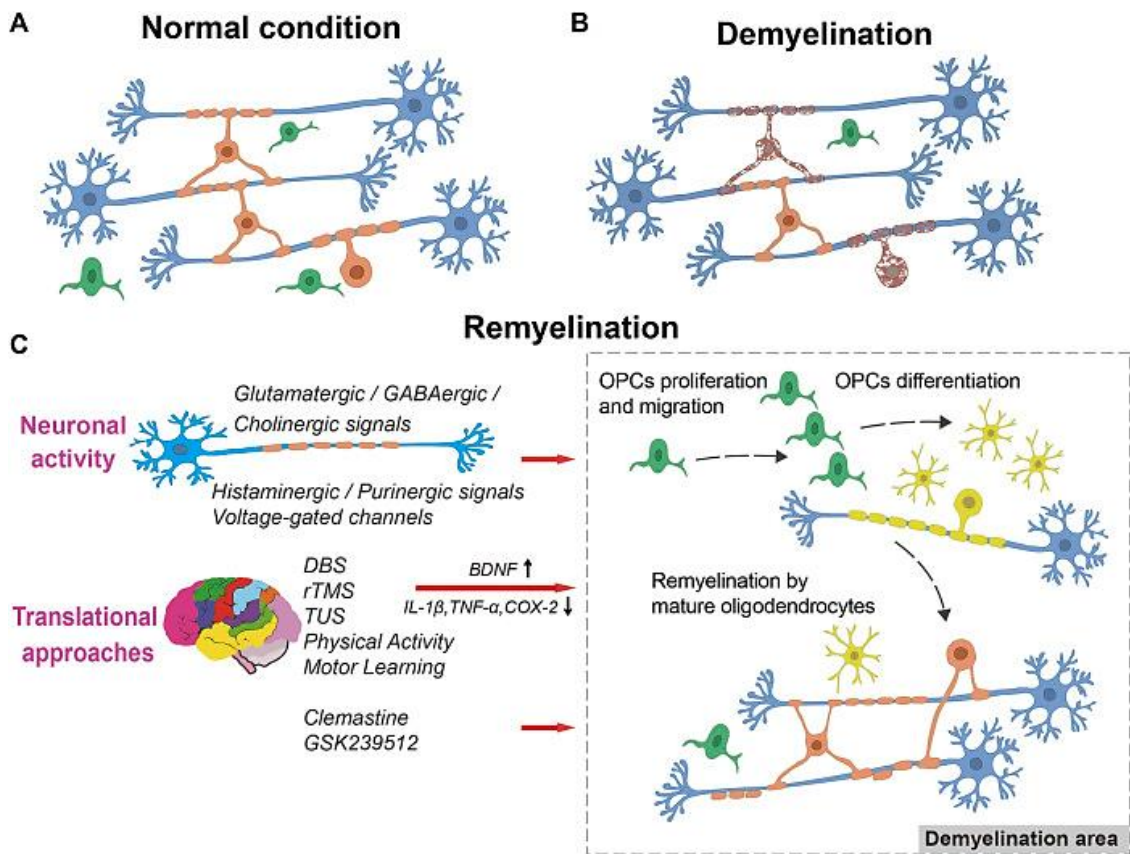 A
Normal condition
B
Demyelination
Remyelination
C
Neuronal
activity
Glutamatergic / GABAergic /
Cholinergic signals
Histaminergic / Purinergic signals
Voltage-gated channels
Translational
approaches
DBS
rTMS
TUS
Physical Activity
Motor Learning
BDNF ↑
IL-1β,TNF-α,COX-2 ↓
Clemastine
GSK239512
OPCs proliferation
and migration
OPCs differentiation
Remyelination by
mature oligodendrocytes
Demyelination area